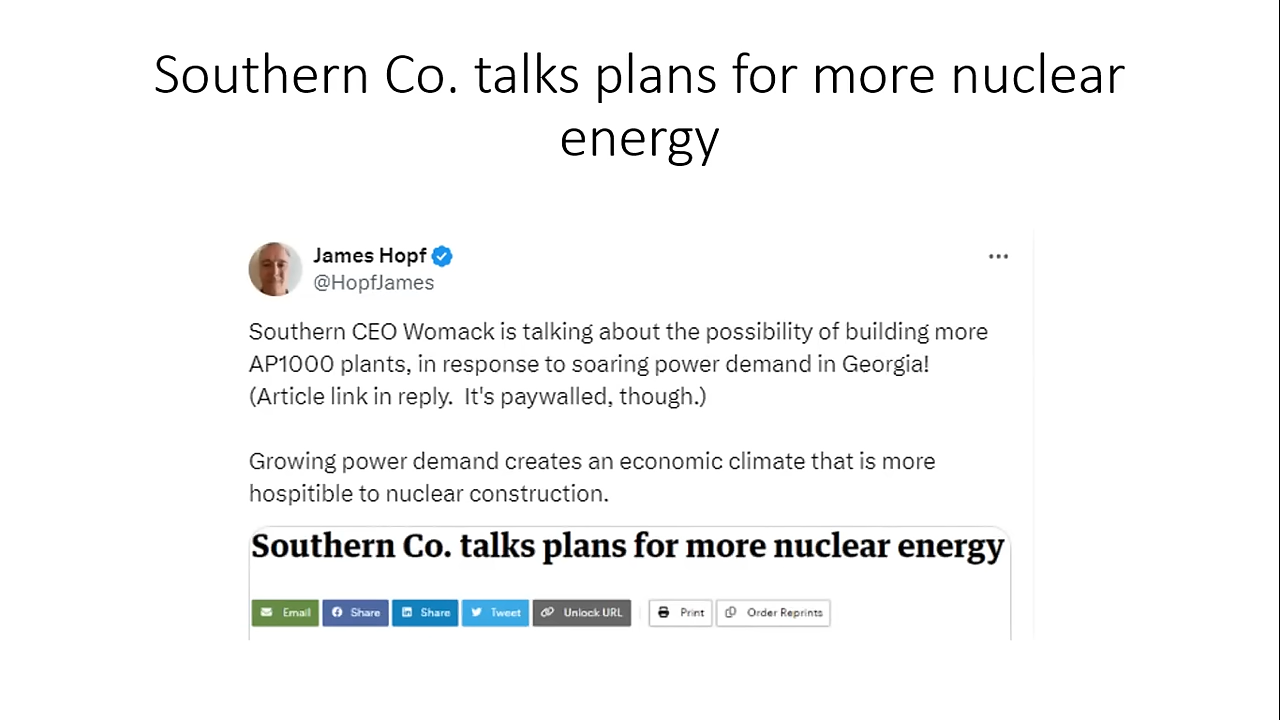 Southern Co. talks plans for more nuclear
energy
James Hopf
@HopfJames
Southern CEO Womack is talking about the possibility of building more
AP1000 plants, in response to soaring power demand in Georgia!
(Article link in reply.  It's paywalled, though.)
Growing power demand creates an economic climate that is more
hospitible to nuclear construction.
Southern Co. talks plans for more nuclear energy
Email Share Share Tweet Unlock URL Print Order Reprints